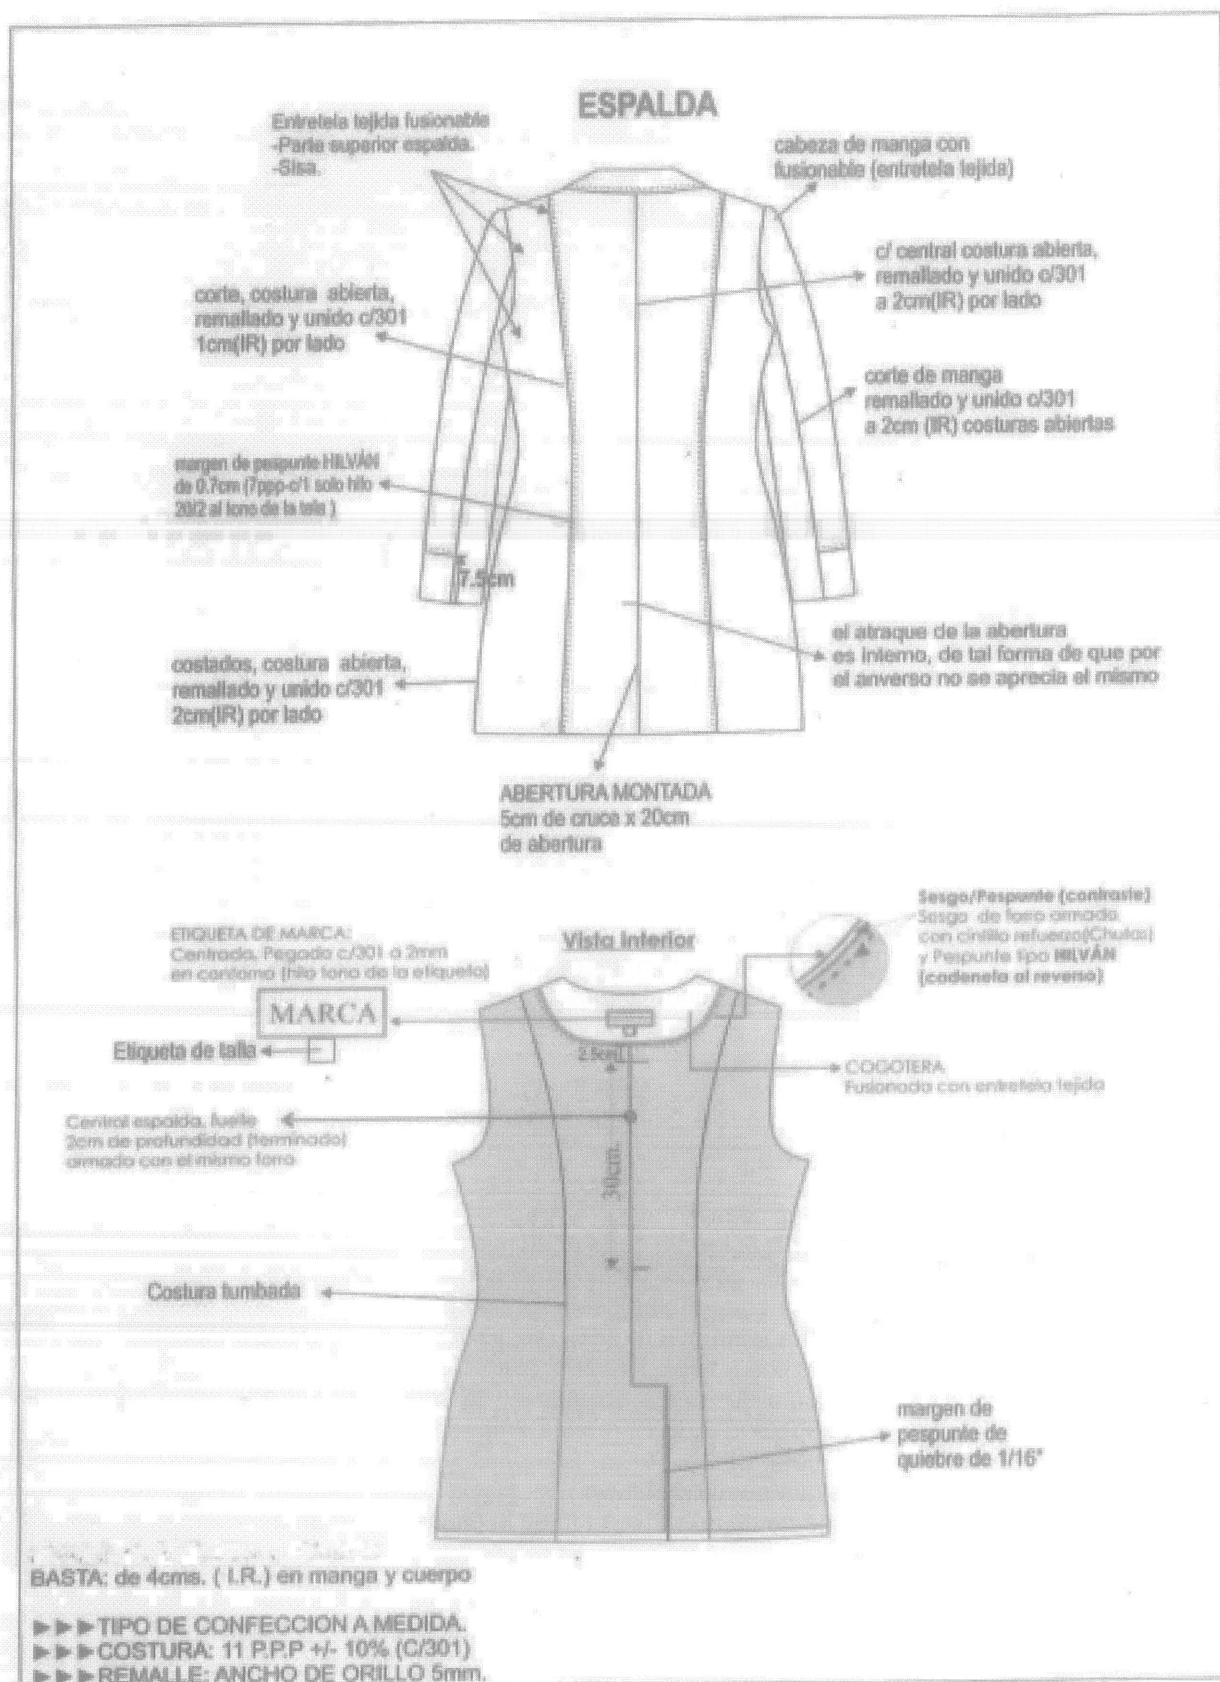 ESPALDA
Entretela tejida fusionable
-Parte superior espalda.
-Sisa.
cabeza de manga con
fusionable (entretela tejida)
c/ central costura abierta,
remallado y unido c/301
a 2cm(IR) por lado
corte, costura abierta,
remallado y unido c/301
1cm(IR) por lado
corte de manga
remallado y unido c/301
a 2cm (IR) costuras abiertas
margen de pespunte HILVÁN
de 0.7cm (7ppp-c/1 solo hilo
20/2 al tono de la tela )
7.5cm
el atraque de la abertura
es interno, de tal forma de que por
el anverso no se aprecia el mismo
costados, costura abierta,
remallado y unido c/301
2cm(IR) por lado
ABERTURA MONTADA
5cm de cruce x 20cm
de abertura
Sesgo/Pespunte (contraste)
Sesgo de forro armado
con cintillo refuerzo(Chutas)
y Pespunte tipo HILVÁN
(cadeneta al reverso)
ETIQUETA DE MARCA:
Centrada, Pegada c/301 a 2mm
en contorno (hilo tono de la etiqueta)
Vista Interior
MARCA
Etiqueta de talla
2.5cm
COGOTERA
Fusionada con entretela tejida
Central espalda, fuelle
2cm de profundidad (terminado)
armado con el mismo forro
30cm.
Costura tumbada
margen de
pespunte de
quiebre de 1/16"
BASTA: de 4cms. ( I.R.) en manga y cuerpo
►►►TIPO DE CONFECCION A MEDIDA.
►►►COSTURA: 11 P.P.P +/- 10% (C/301)
►►►REMALLE: ANCHO DE ORILLO 5mm.